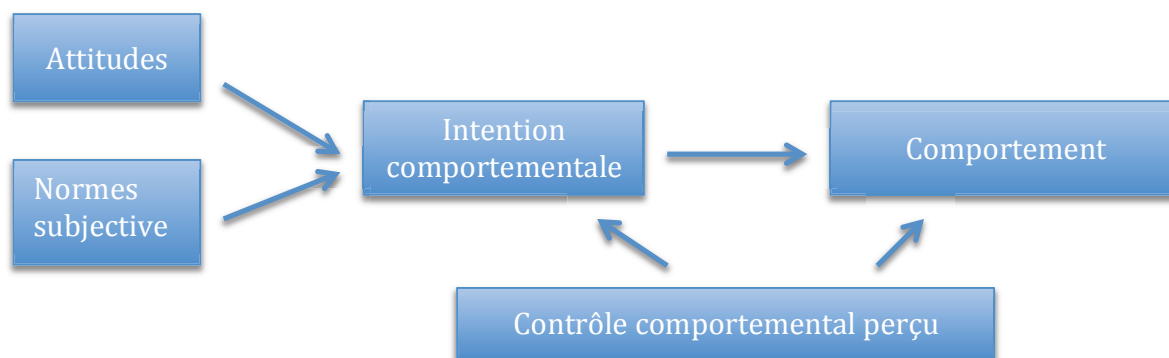 Attitudes
Normes
subjective
Intention
comportementale
Comportement
Contrôle comportemental perçu